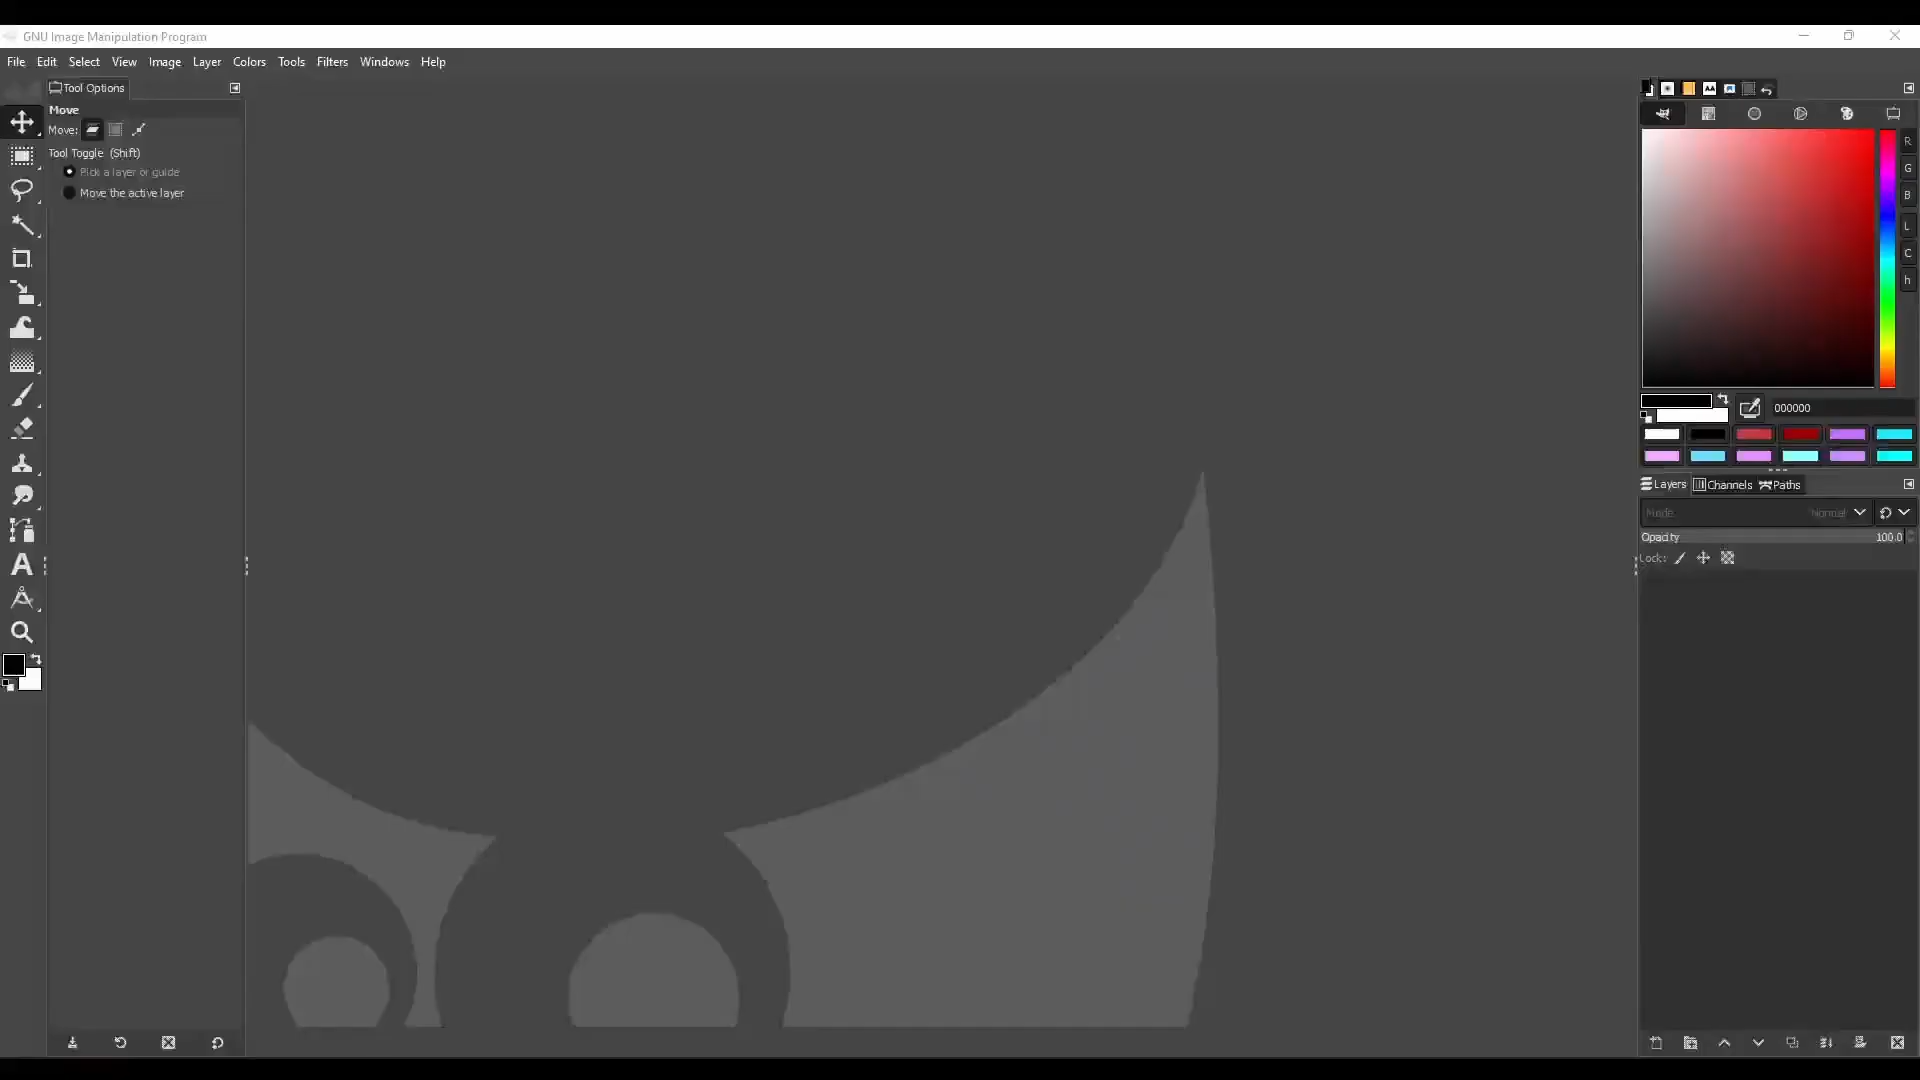 GNU Image Manipulation Program
File Edit Select View Image Layer Colors Tools Filters Windows Help
Tool Options
Move
Move:
Tool Toggle (Shift)
Pick a layer or guide
Move the active layer
R
G
B
L
C
h
000000
Layers Channels Paths
Mode Normal
Opacity 100.0
Lock: